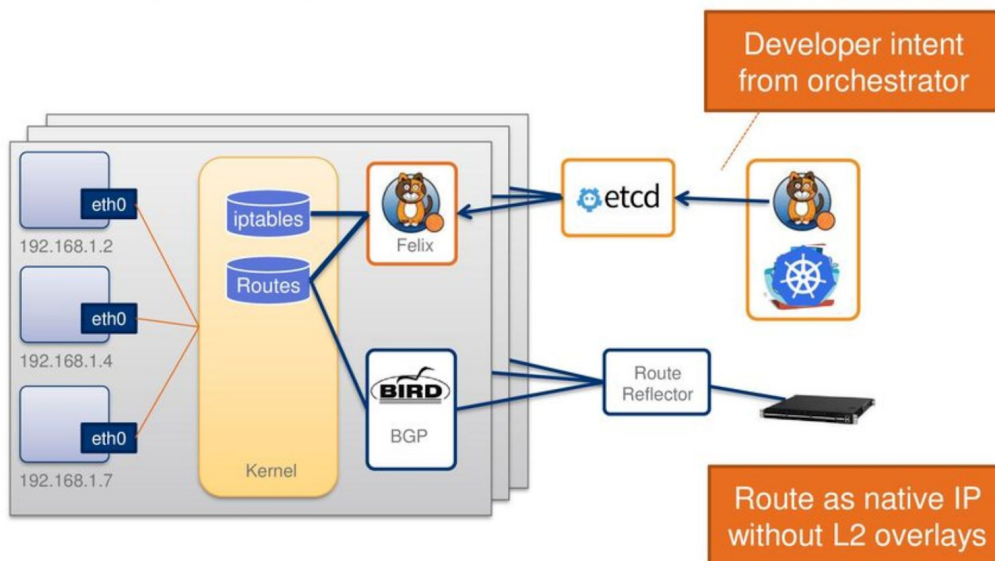 Developer intent
from orchestrator
eth0
192.168.1.2
eth0
192.168.1.4
eth0
192.168.1.7
iptables
Routes
Kernel
Felix
etcd
BIRD
BGP
Route
Reflector
Route as native IP
without L2 overlays